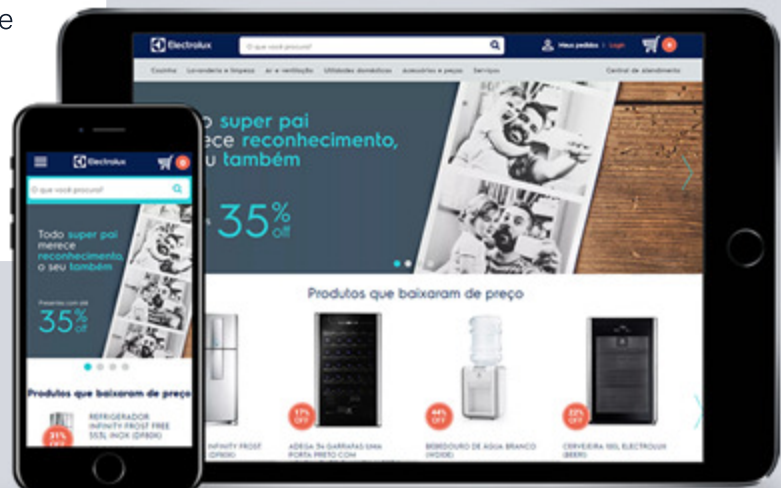 e
Electrolux
O que você procura?
Meus pedidos | Login
0
Cozinha Lavanderia e limpeza Ar e ventilação Utilidades domésticas Acessórios e peças Serviços Central de atendimento
o super pai
ece reconhecimento,
u também
s 35% off
Produtos que baixaram de preço
17% OFF
44% OFF
22% OFF
INFINITY FROST
(DF80X)
ADEGA 34 GARRAFAS UMA
PORTA PRETO COM
BEBEDOURO DE ÁGUA BRANCO
CERVEJEIRA 100L ELECTROLUX
(BEER)
Electrolux
0
O que você procura?
Todo super pai
merece
reconhecimento,
o seu também
Presentes com até
35% off
Produtos que baixaram de preço
31% OFF
REFRIGERADOR
INFINITY FROST FREE
553L INOX (DF80X)